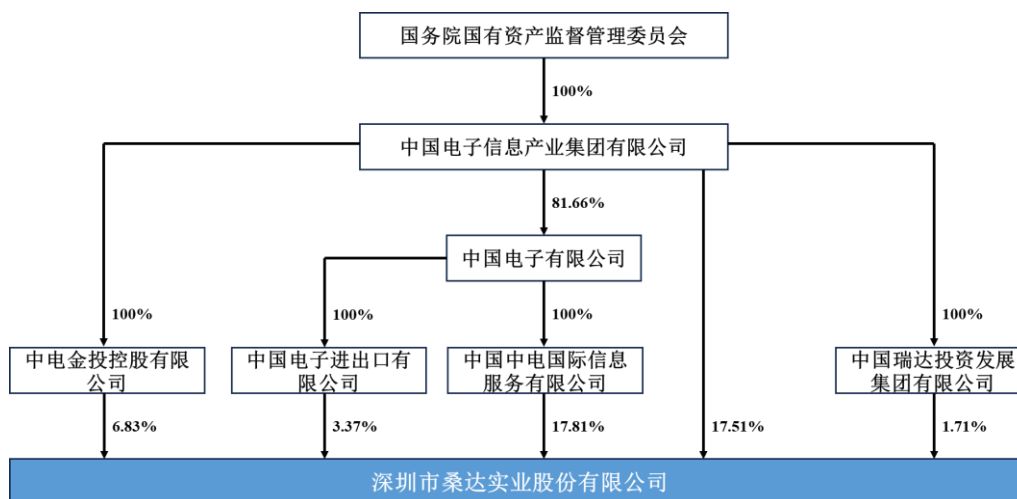 国务院国有资产监督管理委员会
100%
中国电子信息产业集团有限公司
81.66%
中国电子有限公司
100%
100%
100%
100%
中电金投控股有限
公司
中国电子进出口有
限公司
中国中电国际信息
服务有限公司
中国瑞达投资发展
集团有限公司
6.83%
3.37%
17.81%
17.51%
1.71%
深圳市桑达实业股份有限公司